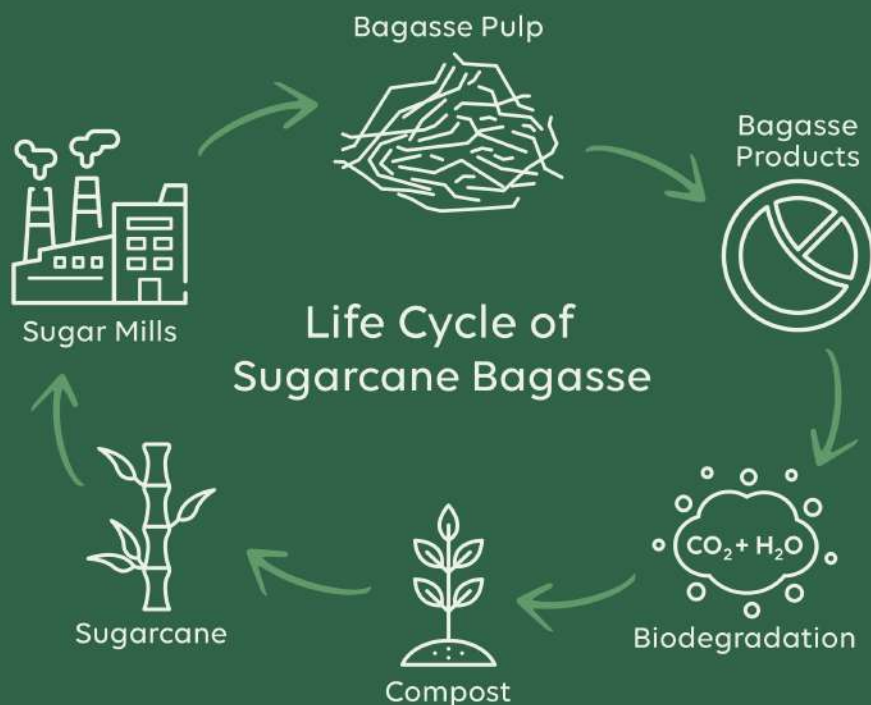 Bagasse Pulp
Bagasse
Products
Sugar Mills
Life Cycle of
Sugarcane Bagasse
CO₂ + H₂O
Sugarcane
Biodegradation
Compost